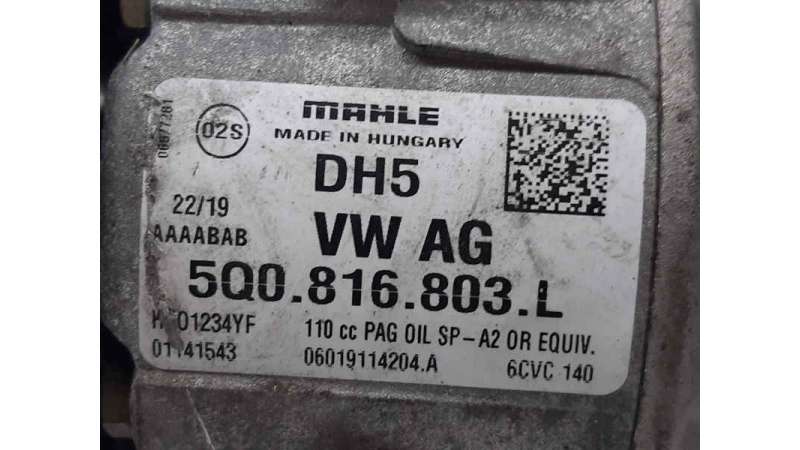 MAHLE
MADE IN HUNGARY
02S
DH5
22/19
VW AG
AAAABAB
5Q0.816.803.L
01234YF
110 cc PAG OIL SP-A2 OR EQUIV.
01141543
06019114204.A
6CVC 140